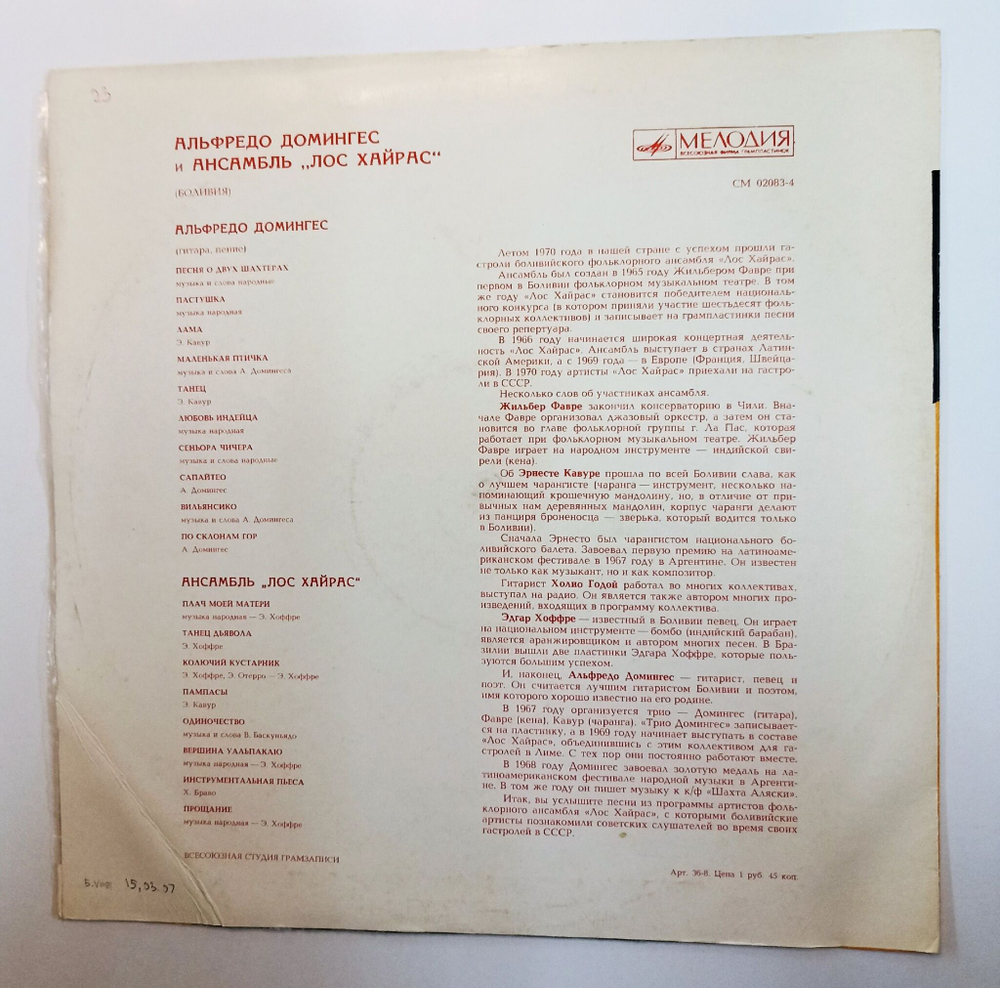 23
АЛЬФРЕДО ДОМИНГЕС
и АНСАМБЛЬ „ЛОС ХАЙРАС“
(БОЛИВИЯ)
МЕЛОДИЯ
ВСЕСОЮЗНАЯ ФИРМА ГРАМПЛАСТИНОК
СМ 02083-4
АЛЬФРЕДО ДОМИНГЕС
(гитара, пение)
ПЕСНЯ О ДВУХ ШАХТЕРАХ
музыка и слова народные
ПАСТУШКА
музыка народная
ЛАМА
Э. Кавур
МАЛЕНЬКАЯ ПТИЧКА
музыка и слова А. Домингеса
ТАНЕЦ
Э. Кавур
ЛЮБОВЬ ИНДЕЙЦА
музыка народная
СЕНЬОРА ЧИЧЕРА
музыка и слова народные
САПАЙТЕО
А. Домингес
ВИЛЬЯНСИКО
музыка и слова А. Домингеса
ПО СКЛОНАМ ГОР
А. Домингес
АНСАМБЛЬ „ЛОС ХАЙРАС“
ПЛАЧ МОЕЙ МАТЕРИ
музыка народная — Э. Хоффре
ТАНЕЦ ДЬЯВОЛА
Э. Хоффре
КОЛЮЧИЙ КУСТАРНИК
Э. Хоффре, Э. Отерро — Э. Хоффре
ПАМПАСЫ
Э. Кавур
ОДИНОЧЕСТВО
музыка и слова В. Баскуньядо
ВЕРШИНА УАЛЬПАКЛЮ
музыка народная — Э. Хоффре
ИНСТРУМЕНТАЛЬНАЯ ПЬЕСА
Х. Браво
ПРОЩАНИЕ
музыка народная — Э. Хоффре
ВСЕСОЮЗНАЯ СТУДИЯ ГРАМЗАПИСИ
15,03.07
Летом 1970 года в нашей стране с успехом прошли га-
строли боливийского фольклорного ансамбля «Лос Хайрас».
Ансамбль был создан в 1965 году Жильбером Фавре при
первом в Боливии фольклорном музыкальном театре. В том
же году «Лос Хайрас» становится победителем националь-
ного конкурса (в котором приняли участие шестьдесят фоль-
клорных коллективов) и записывает на грампластинки песни
своего репертуара.
В 1966 году начинается широкая концертная деятель-
ность «Лос Хайрас». Ансамбль выступает в странах Латин-
ской Америки, а с 1969 года — в Европе (Франция, Швейца-
рия). В 1970 году артисты «Лос Хайрас» приехали на гастро-
ли в СССР.
Несколько слов об участниках ансамбля.
Жильбер Фавре закончил консерваторию в Чили. Вна-
чале Фавре организовал джазовый оркестр, а затем он ста-
новится во главе фольклорной группы г. Ла Пас, которая
работает при фольклорном музыкальном театре. Жильбер
Фавре играет на народном инструменте — индийской сви-
рели (кена).
Об Эрнесте Кавуре прошла по всей Боливии слава, как
о лучшем чарангисте (чаранга — инструмент, несколько на-
поминающий крошечную мандолину, но, в отличие от при-
вычных нам деревянных мандолин, корпус чаранги делают
из панциря броненосца — зверька, который водится только
в Боливии).
Сначала Эрнесто был чарангистом национального бо-
ливийского балета. Завоевал первую премию на латиноаме-
риканском фестивале в 1967 году в Аргентине. Он известен
не только как музыкант, но и как композитор.
Гитарист Холио Годой работал во многих коллективах,
выступал на радио. Он является также автором многих про-
изведений, входящих в программу коллектива.
Эдгар Хоффре — известный в Боливии певец. Он играет
на национальном инструменте — бомбо (индийский барабан),
является аранжировщиком и автором многих песен. В Бра-
зилии вышли две пластинки Эдгара Хоффре, которые поль-
зуются большим успехом.
И, наконец, Альфредо Домингес — гитарист, певец и
поэт. Он считается лучшим гитаристом Боливии и поэтом,
имя которого хорошо известно на его родине.
В 1967 году организуется трио — Домингес (гитара),
Фавре (кена), Кавур (чаранга). «Трио Домингес» записывает-
ся на пластинку, а в 1969 году начинает выступать в составе
«Лос Хайрас», объединившись с этим коллективом для га-
стролей в Лиме. С тех пор они постоянно работают вместе.
В 1968 году Домингес завоевал золотую медаль на ла-
тиноамериканском фестивале народной музыки в Аргенти-
не. В том же году он пишет музыку к к/ф «Шахта Аляски».
Итак, вы услышите песни из программы артистов фоль-
клорного ансамбля «Лос Хайрас», с которыми боливийские
артисты познакомили советских слушателей во время своих
гастролей в СССР.
Арт. 36-8. Цена 1 руб. 45 коп.